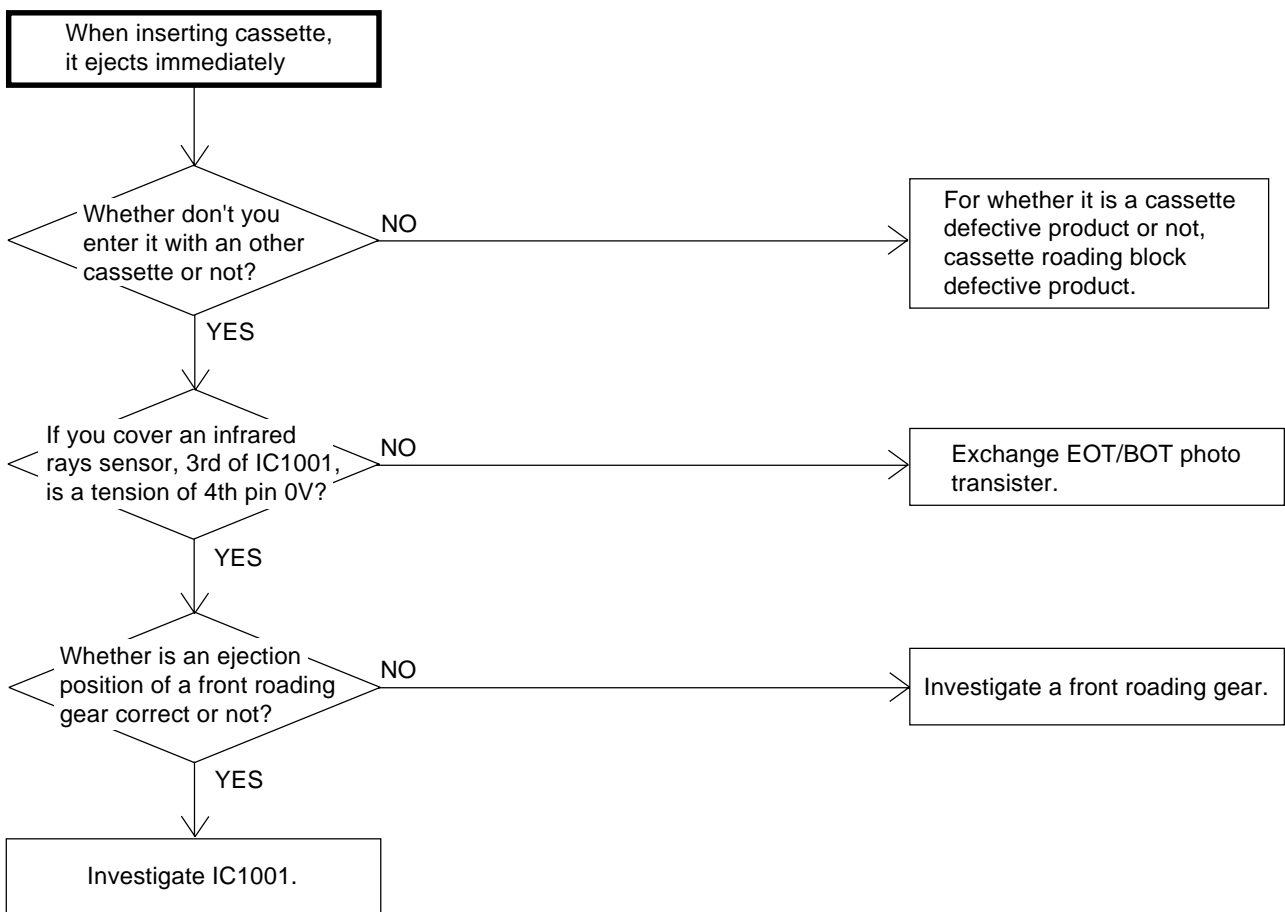 When inserting cassette,
it ejects immediately
Whether don't you
enter it with an other
cassette or not?
NO
For whether it is a cassette
defective product or not,
cassette roading block
defective product.
YES
If you cover an infrared
rays sensor, 3rd of IC1001,
is a tension of 4th pin 0V?
NO
Exchange EOT/BOT photo
transister.
YES
Whether is an ejection
position of a front roading
gear correct or not?
NO
Investigate a front roading gear.
YES
Investigate IC1001.